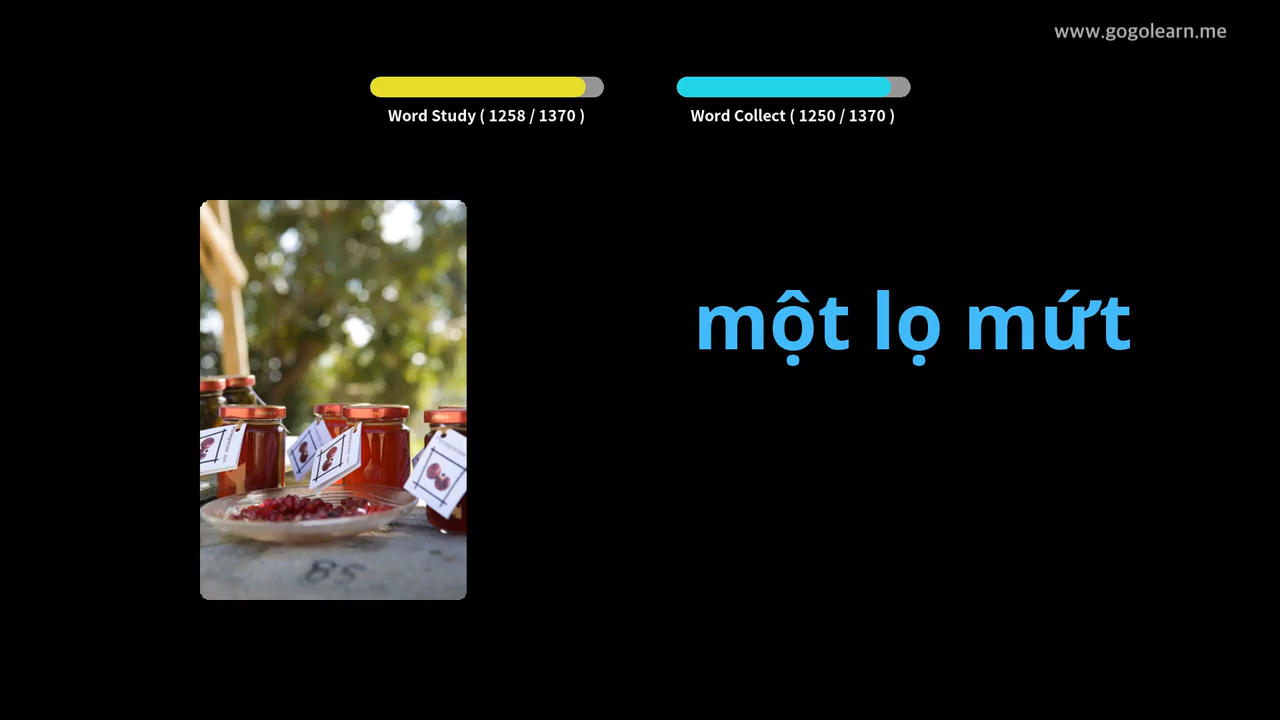 www.gogolearn.me
Word Study ( 1258 / 1370 )
Word Collect ( 1250 / 1370 )
một lọ mứt
85